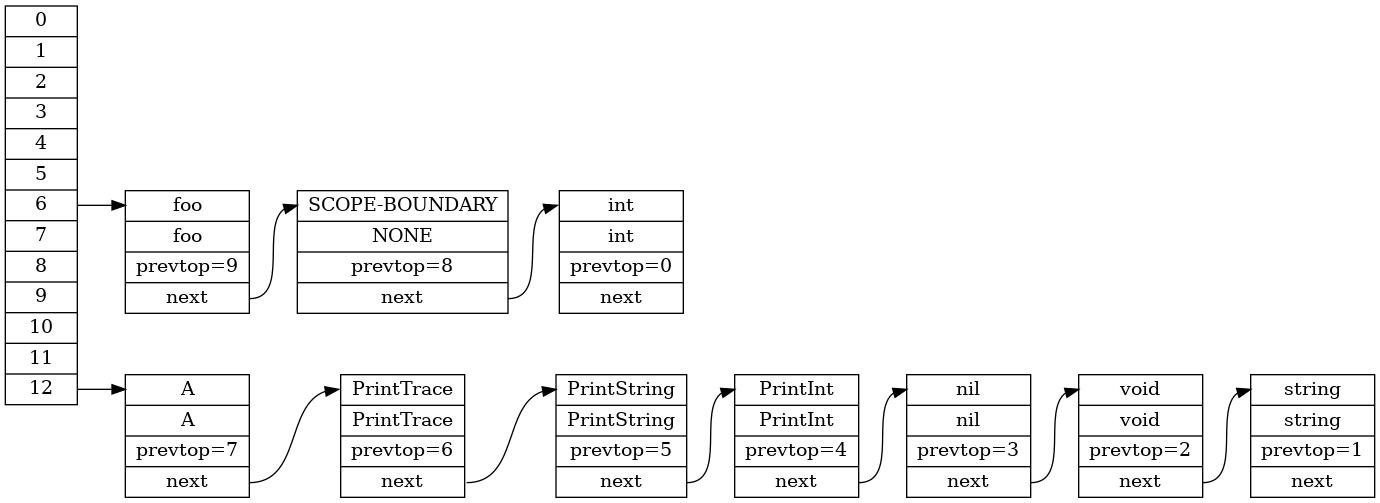 0
1
2
3
4
5
6
7
8
9
10
11
12
foo
foo
prevtop=9
next
SCOPE-BOUNDARY
NONE
prevtop=8
next
int
int
prevtop=0
next
A
A
prevtop=7
next
PrintTrace
PrintTrace
prevtop=6
next
PrintString
PrintString
prevtop=5
next
PrintInt
PrintInt
prevtop=4
next
nil
nil
prevtop=3
next
void
void
prevtop=2
next
string
string
prevtop=1
next